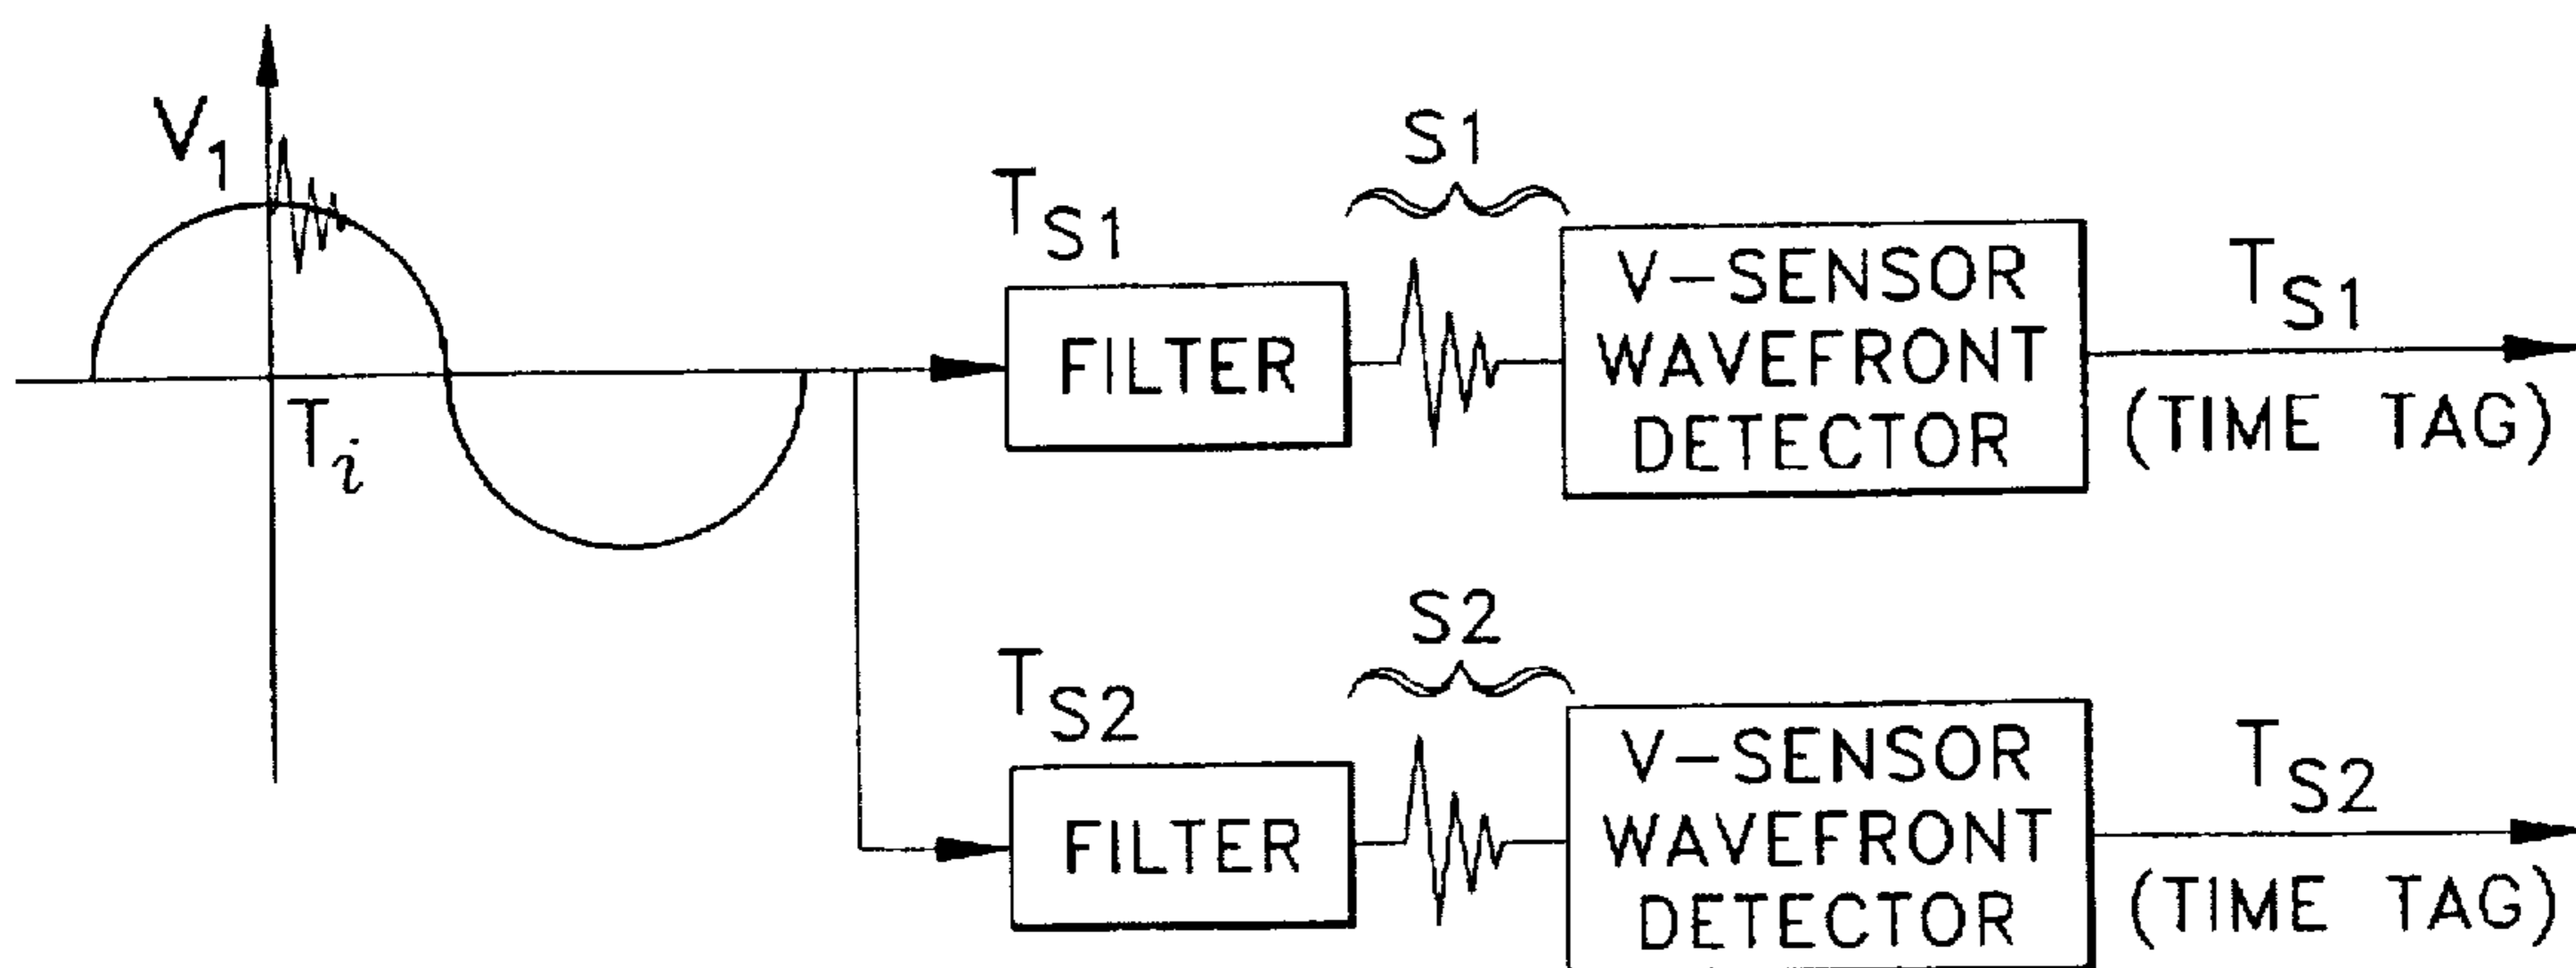 V1
Ti
TS1
FILTER
S1
V-SENSOR
WAVEFRONT
DETECTOR
TS1
(TIME TAG)
TS2
FILTER
S2
V-SENSOR
WAVEFRONT
DETECTOR
TS2
(TIME TAG)